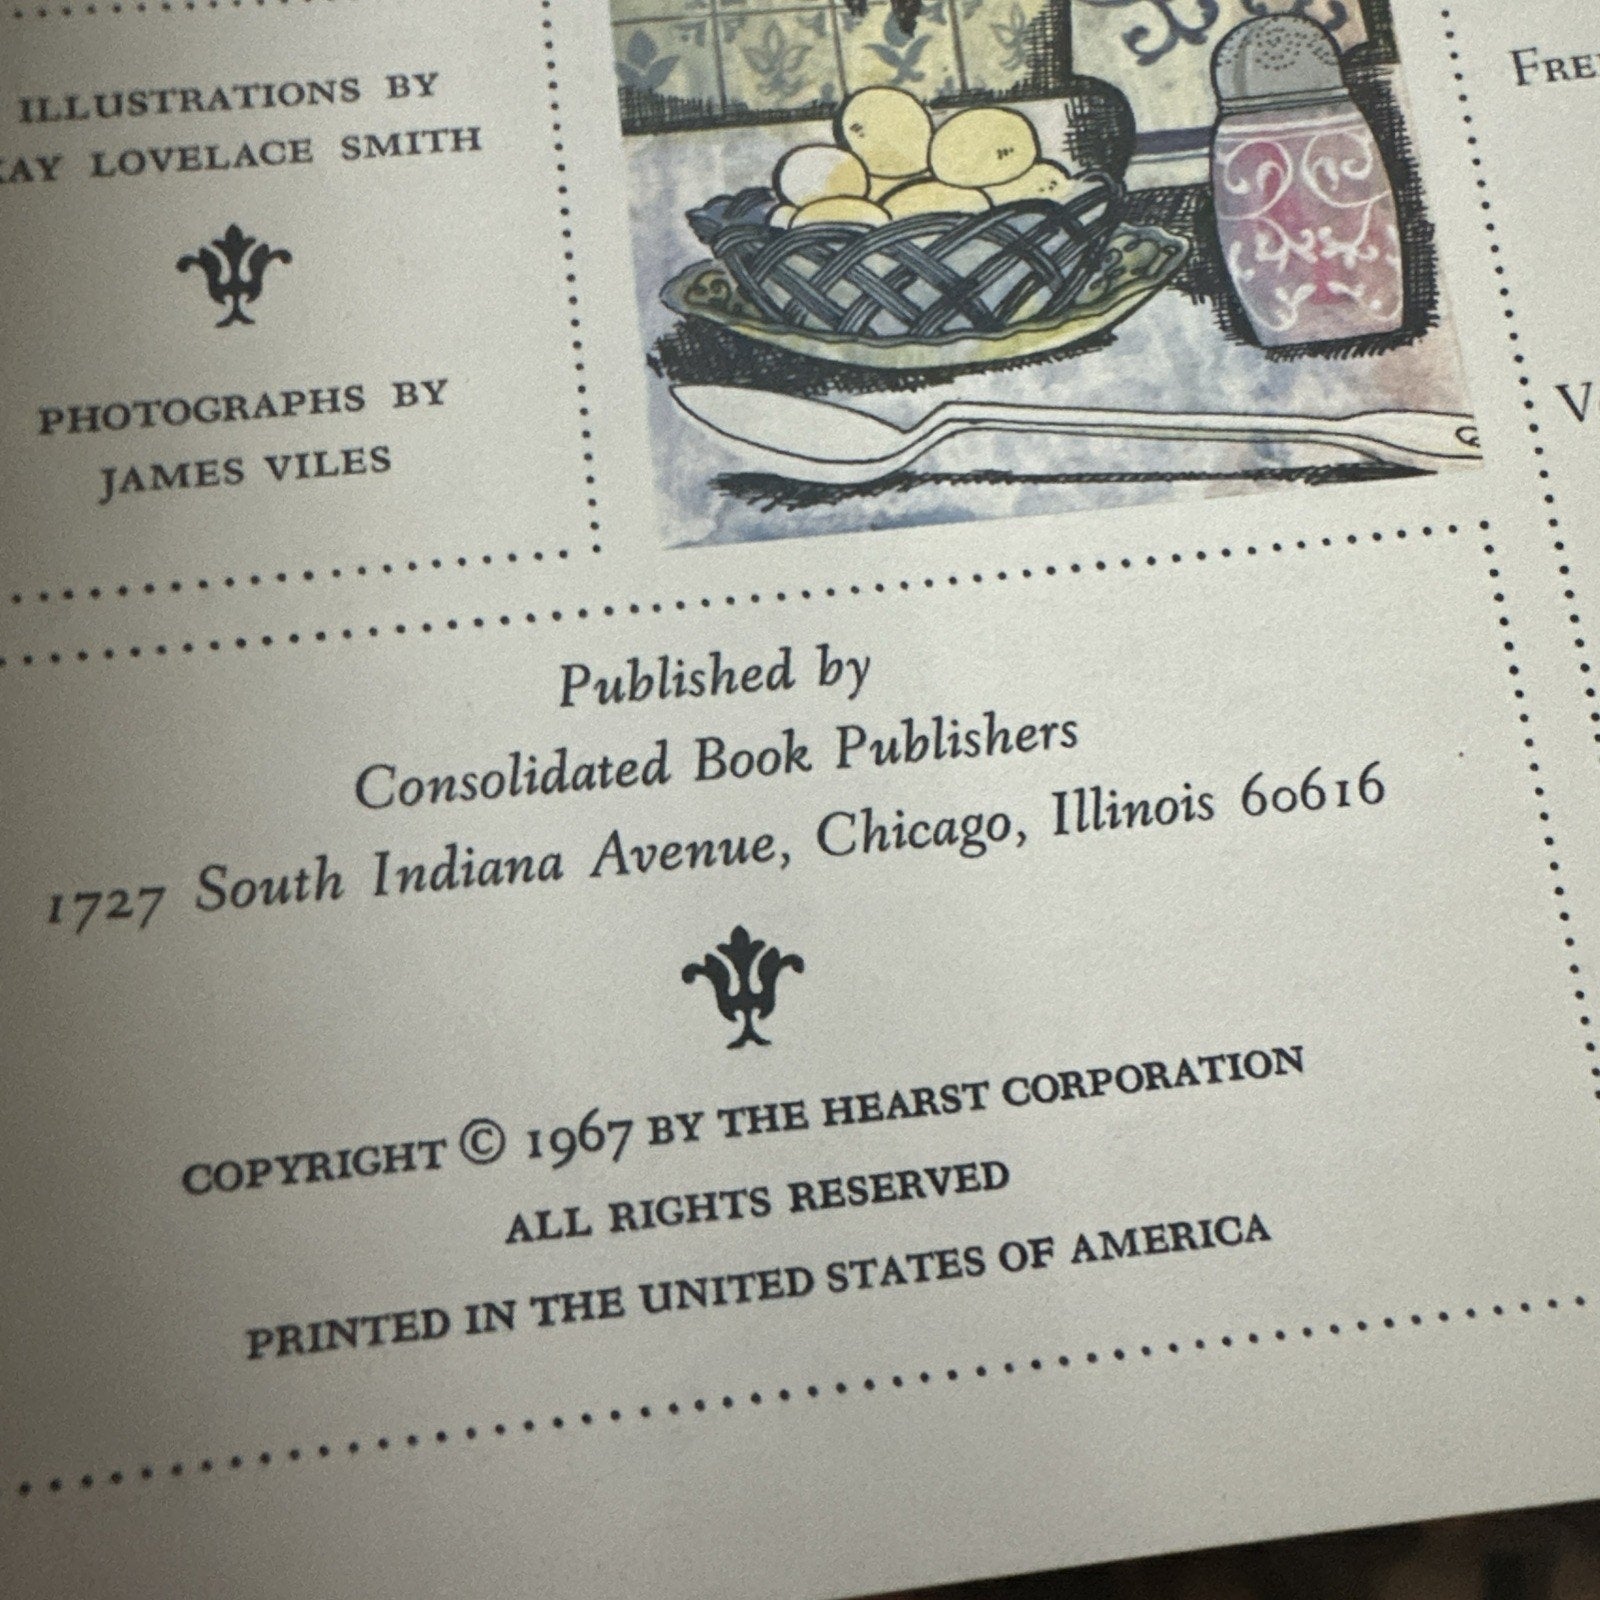 ILLUSTRATIONS BY
LOVELACE SMITH
PHOTOGRAPHS BY
JAMES VILES
Published by
Consolidated Book Publishers
1727 South Indiana Avenue, Chicago, Illinois 60616
COPYRIGHT © 1967 BY THE HEARST CORPORATION
ALL RIGHTS RESERVED
PRINTED IN THE UNITED STATES OF AMERICA